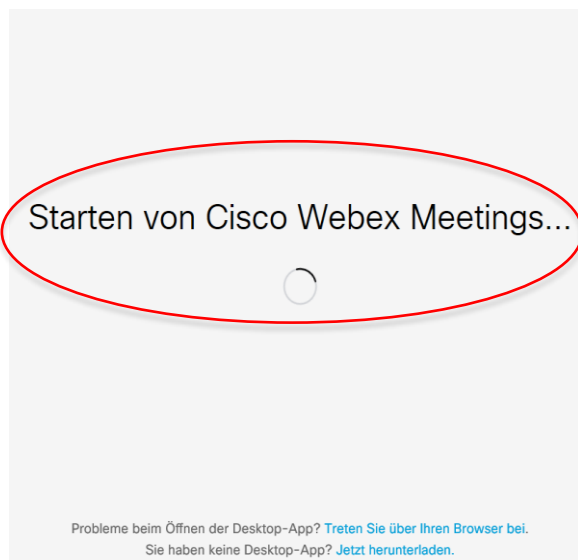 Starten von Cisco Webex Meetings...
Probleme beim Öffnen der Desktop-App? Treten Sie über Ihren Browser bei.
Sie haben keine Desktop-App? Jetzt herunterladen.